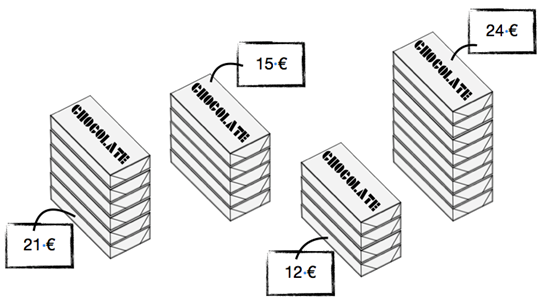 CHOCOLATE
21 €
CHOCOLATE
15 €
CHOCOLATE
12 €
CHOCOLATE
24 €